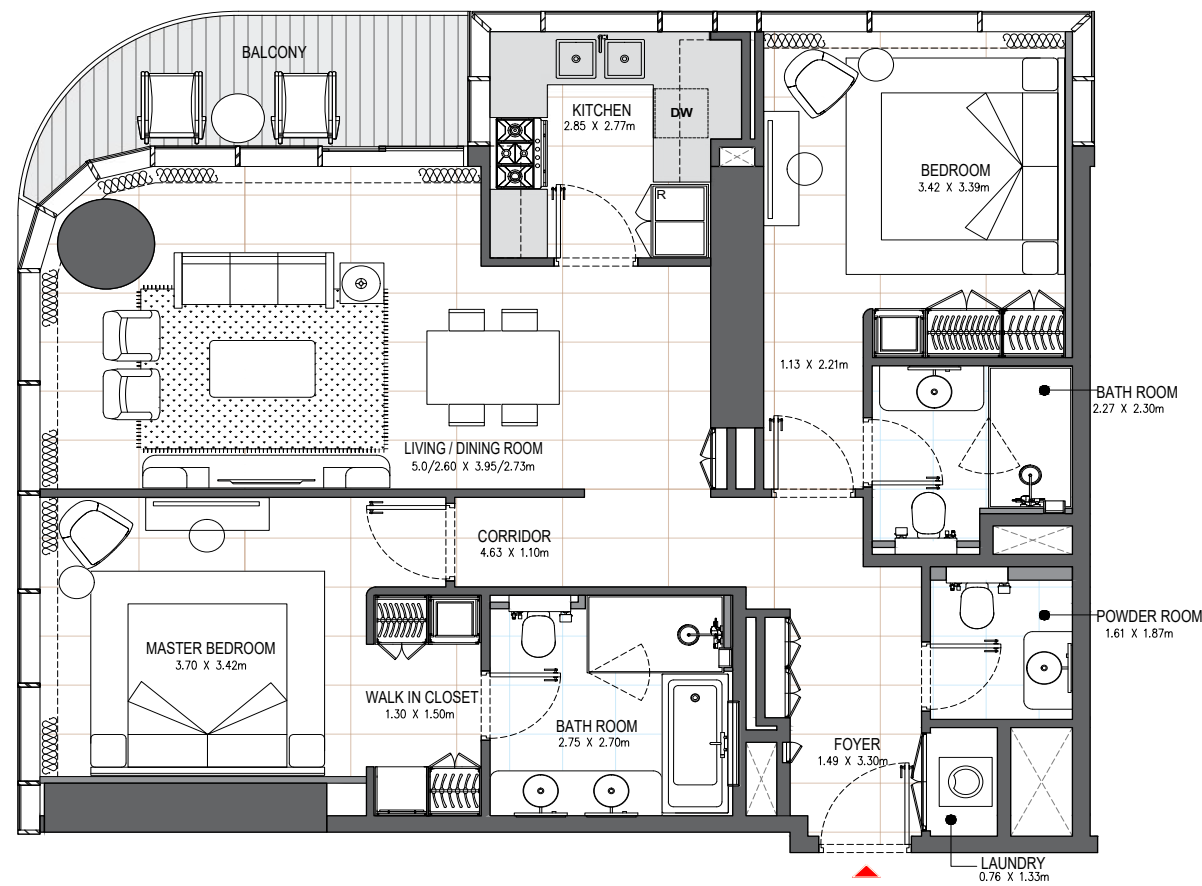 BALCONY
KITCHEN
2.85 X 2.77m
DW
R
BEDROOM
3.42 X 3.39m
1.13 X 2.21m
BATH ROOM
2.27 X 2.30m
LIVING / DINING ROOM
5.0/2.60 X 3.95/2.73m
CORRIDOR
4.63 X 1.10m
MASTER BEDROOM
3.70 X 3.42m
POWDER ROOM
1.61 X 1.87m
WALK IN CLOSET
1.30 X 1.50m
BATH ROOM
2.75 X 2.70m
FOYER
1.49 X 3.30m
LAUNDRY
0.76 X 1.33m